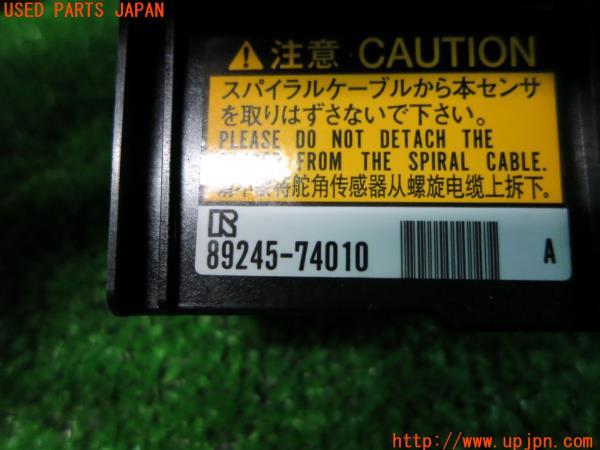 USED PARTS JAPAN
注意 CAUTION
スパイラルケーブルから本センサ
を取りはずさないで下さい。
PLEASE DO NOT DETACH THE
FROM THE SPIRAL CABLE.
将舵角传感器从螺旋电缆上拆下.
89245-74010 A
http://www.upjpn.com/